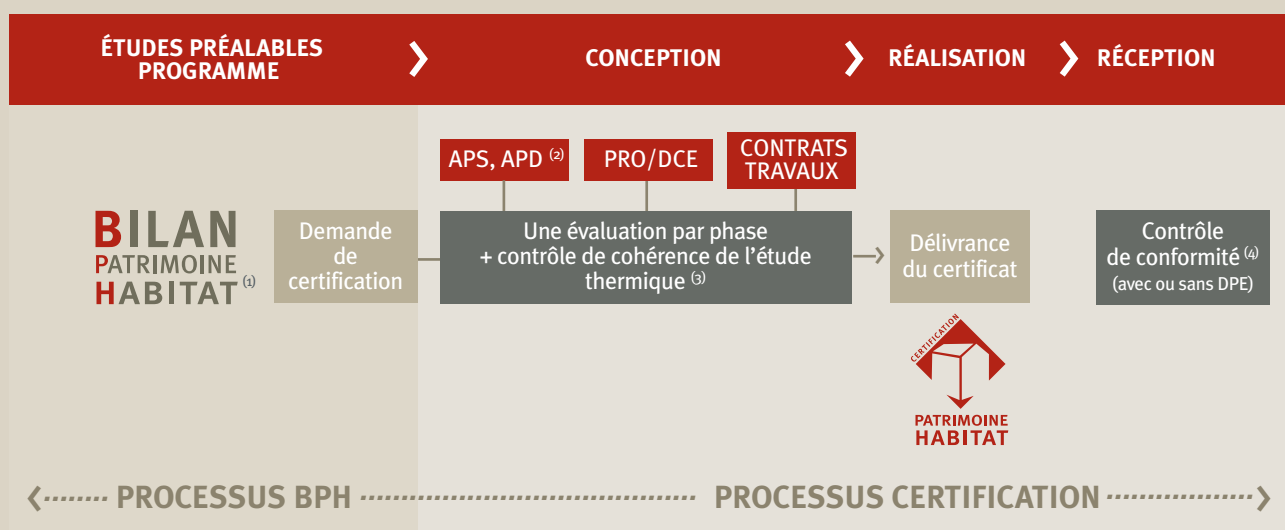 ÉTUDES PRÉALABLES
PROGRAMME
CONCEPTION
RÉALISATION
RÉCEPTION
APS, APD (2)
PRO/DCE
CONTRATS
TRAVAUX
BILAN
PATRIMOINE
HABITAT (1)
Demande
de
certification
Une évaluation par phase
+ contrôle de cohérence de l'étude
thermique (3)
Délivrance
du certificat
Contrôle
de conformité (4)
(avec ou sans DPE)
CERTIFICATION
PATRIMOINE
HABITAT
PROCESSUS BPH
PROCESSUS CERTIFICATION